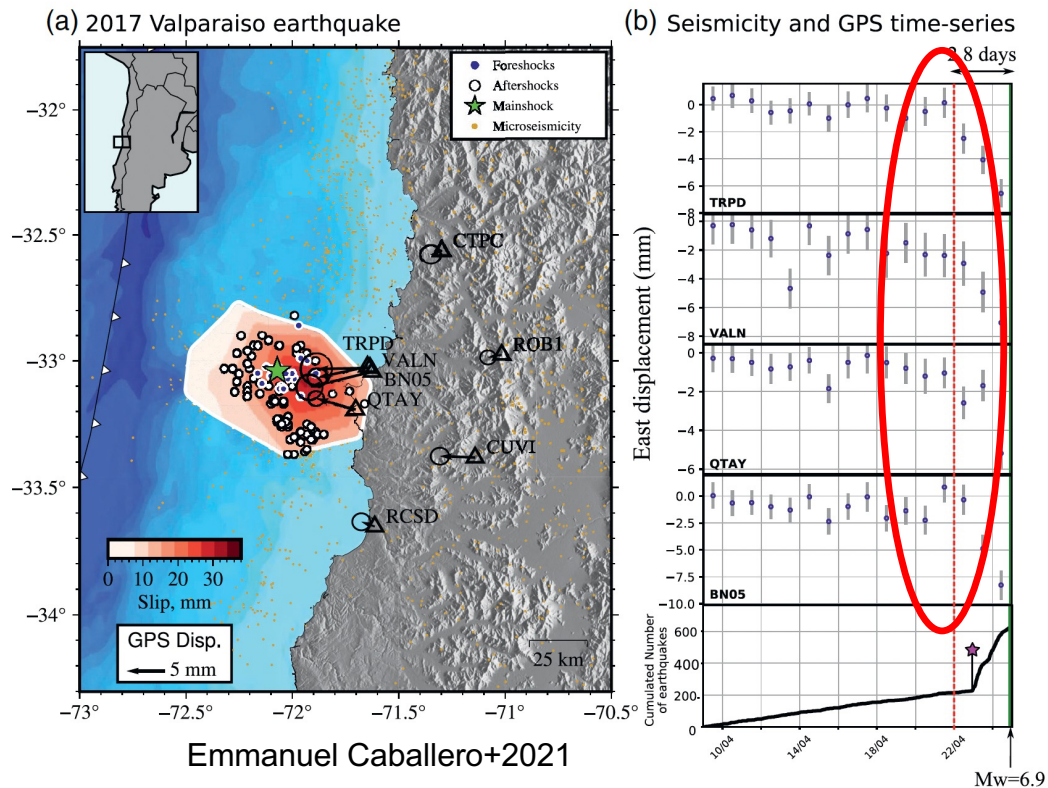 (a) 2017 Valparaiso earthquake
Foreshocks
Aftershocks
Mainshock
Microseismicity
−32°
−32.5°
−33°
−33.5°
−34°
CTPC
TRPD
VALN
ROB1
BN05
QTAY
CUVI
RCSD
0 10 20 30
Slip, mm
GPS Disp.
5 mm
25 km
−73° −72.5° −72° −71.5° −71° −70.5°
Emmanuel Caballero+2021
(b) Seismicity and GPS time-series
2.8 days
East displacement (mm)
0
−2
−4
−6
−8
TRPD
0
−2
−4
−6
−8
VALN
0
−2
−4
−6
QTAY
0.0
−2.5
−5.0
−7.5
−10.0
BN05
Cumulated Number
of earthquakes
600
400
200
0
10/04 14/04 18/04 22/04
Mw=6.9